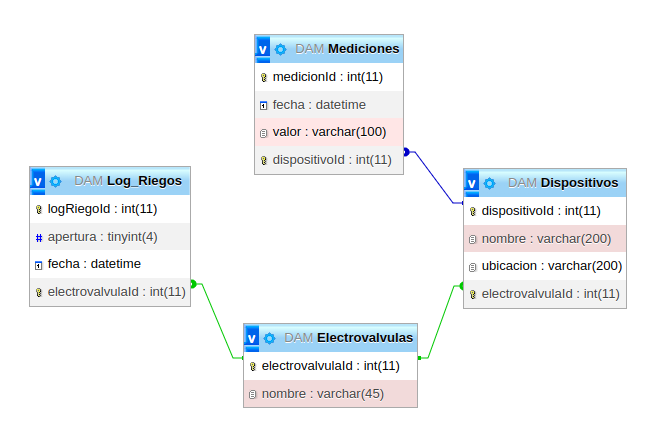 v DAM Mediciones
medicionId : int(11)
fecha : datetime
valor : varchar(100)
dispositivoId : int(11)
v DAM Log_Riegos
logRiegoId : int(11)
# apertura : tinyint(4)
fecha : datetime
electrovalvulaId : int(11)
v DAM Dispositivos
dispositivoId : int(11)
nombre : varchar(200)
ubicacion : varchar(200)
electrovalvulaId : int(11)
v DAM Electrovalvulas
electrovalvulaId : int(11)
nombre : varchar(45)